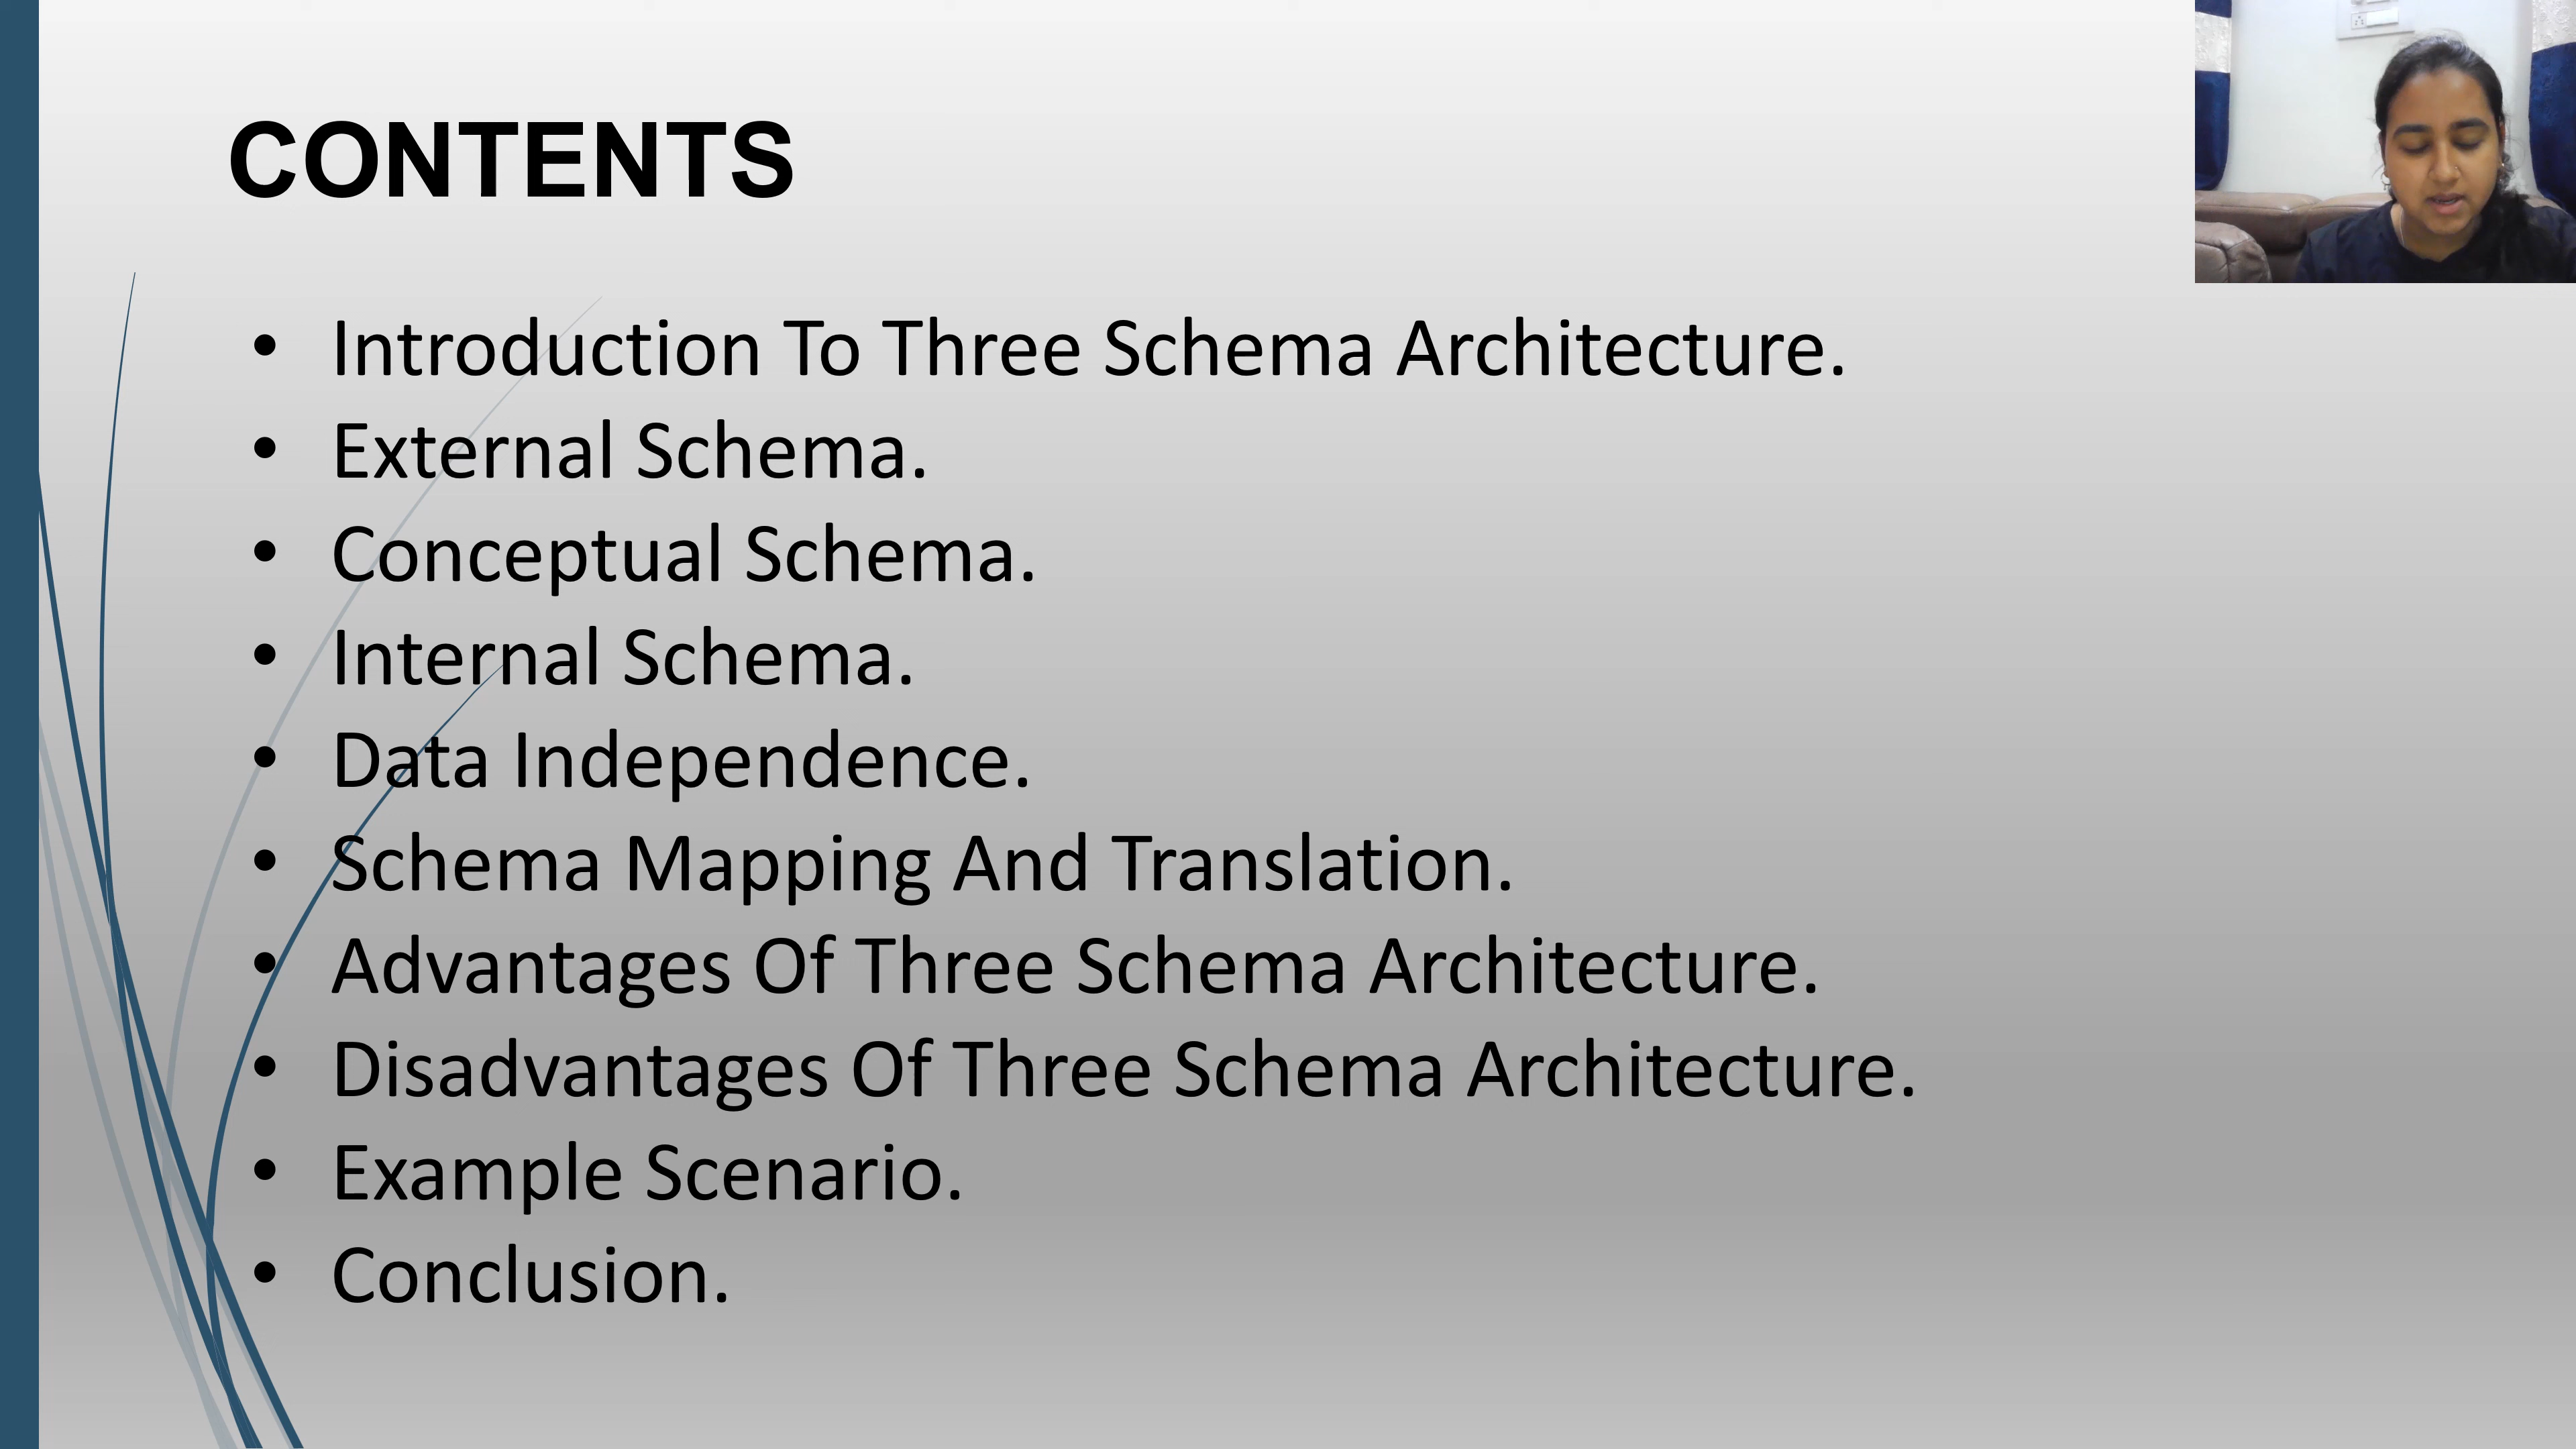 CONTENTS
• Introduction To Three Schema Architecture.
• External Schema.
• Conceptual Schema.
• Internal Schema.
• Data Independence.
• Schema Mapping And Translation.
• Advantages Of Three Schema Architecture.
• Disadvantages Of Three Schema Architecture.
• Example Scenario.
• Conclusion.